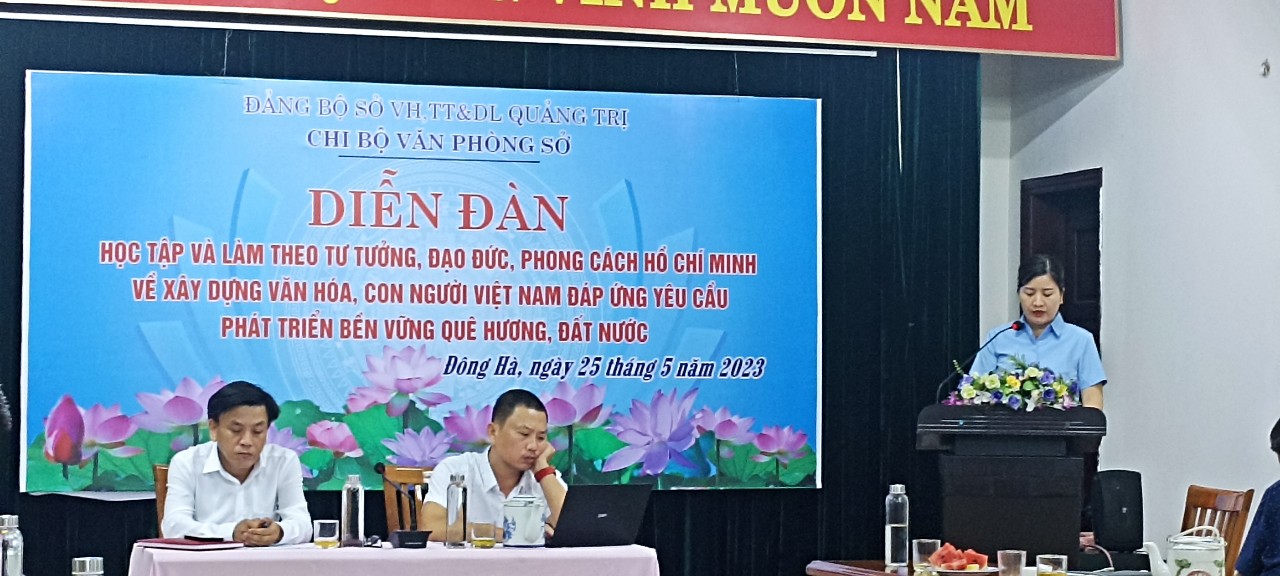 VINH MUÔN NĂM
ĐẢNG BỘ SỞ VH,TT&DL QUẢNG TRỊ
CHI BỘ VĂN PHÒNG SỞ
DIỄN ĐÀN
HỌC TẬP VÀ LÀM THEO TƯ TƯỞNG, ĐẠO ĐỨC, PHONG CÁCH HỒ CHÍ MINH
VỀ XÂY DỰNG VĂN HÓA, CON NGƯỜI VIỆT NAM ĐÁP ỨNG YÊU CẦU
PHÁT TRIỂN BỀN VỮNG QUÊ HƯƠNG, ĐẤT NƯỚC
Đông Hà, ngày 25 tháng 5 năm 2023